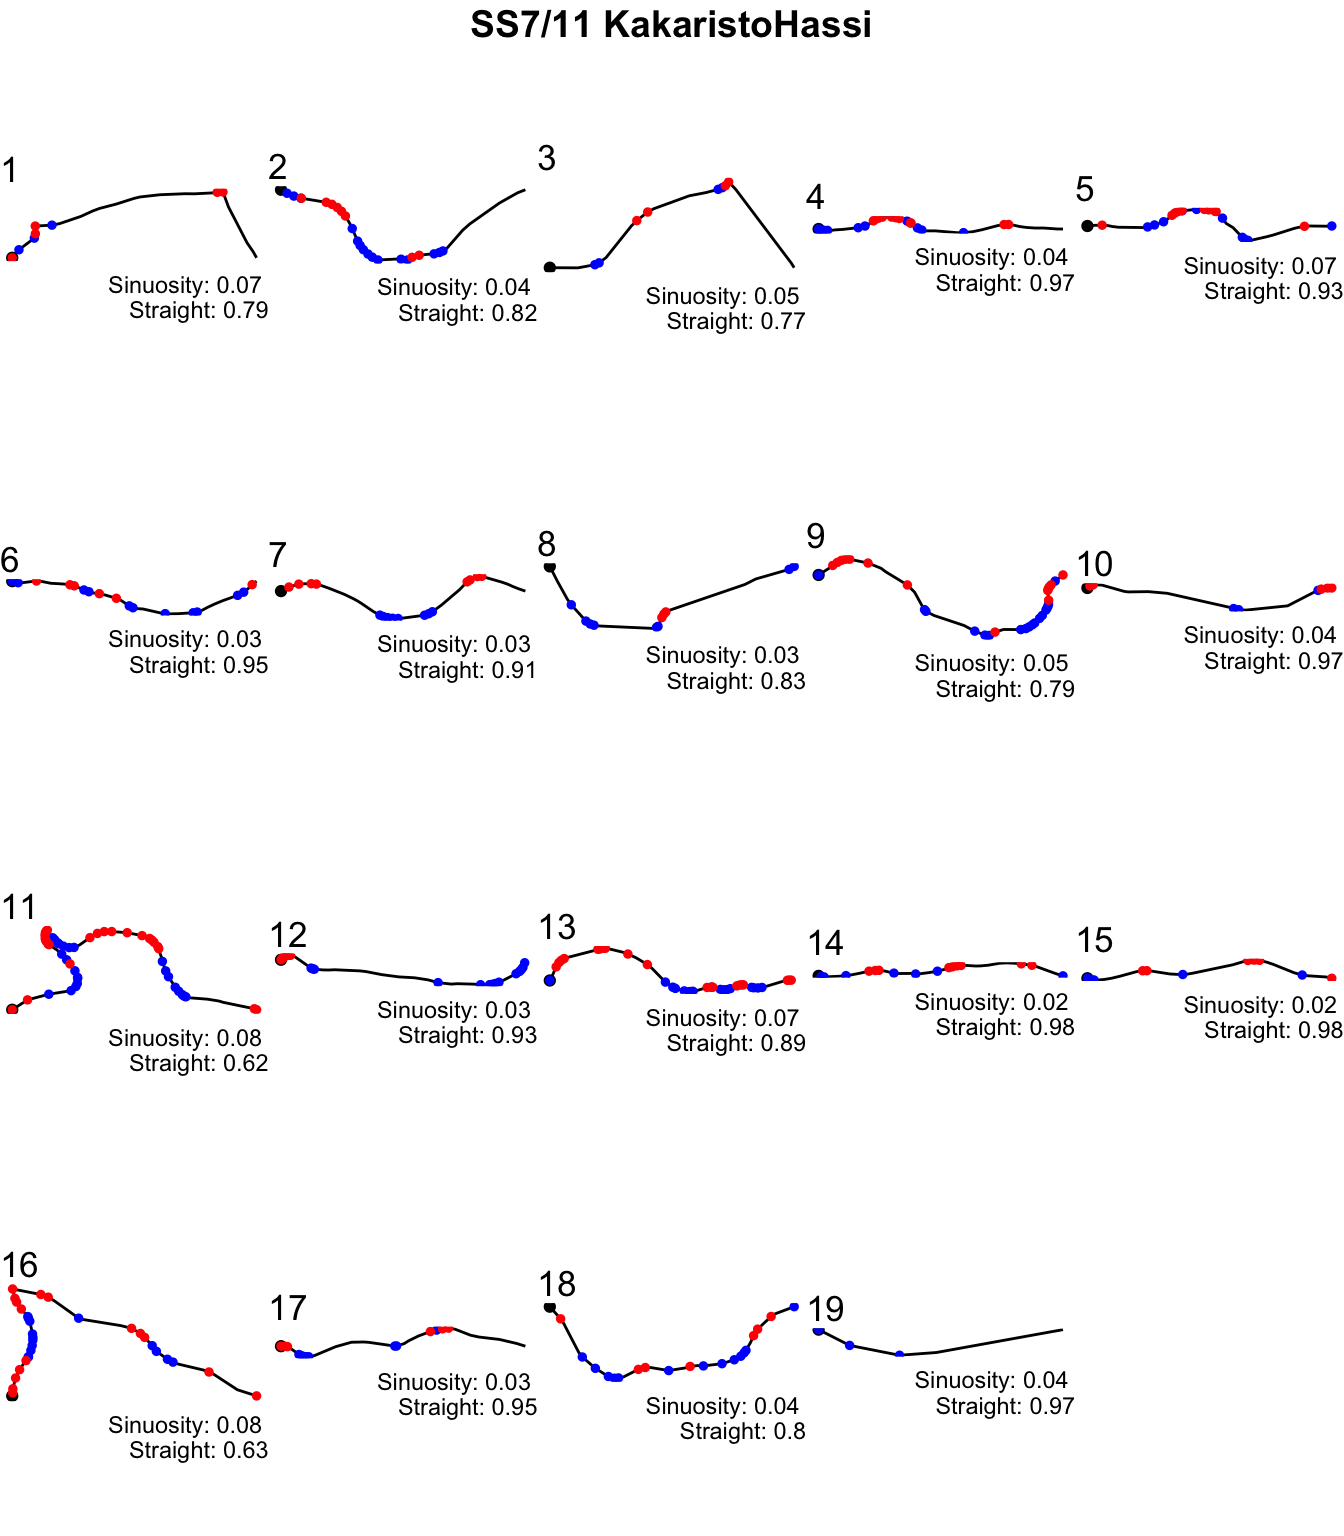 SS7/11 KakaristoHassi
1
Sinuosity: 0.07
Straight: 0.79
2
Sinuosity: 0.04
Straight: 0.82
3
Sinuosity: 0.05
Straight: 0.77
4
Sinuosity: 0.04
Straight: 0.97
5
Sinuosity: 0.07
Straight: 0.93
6
Sinuosity: 0.03
Straight: 0.95
7
Sinuosity: 0.03
Straight: 0.91
8
Sinuosity: 0.03
Straight: 0.83
9
Sinuosity: 0.05
Straight: 0.79
10
Sinuosity: 0.04
Straight: 0.97
11
Sinuosity: 0.08
Straight: 0.62
12
Sinuosity: 0.03
Straight: 0.93
13
Sinuosity: 0.07
Straight: 0.89
14
Sinuosity: 0.02
Straight: 0.98
15
Sinuosity: 0.02
Straight: 0.98
16
Sinuosity: 0.08
Straight: 0.63
17
Sinuosity: 0.03
Straight: 0.95
18
Sinuosity: 0.04
Straight: 0.8
19
Sinuosity: 0.04
Straight: 0.97